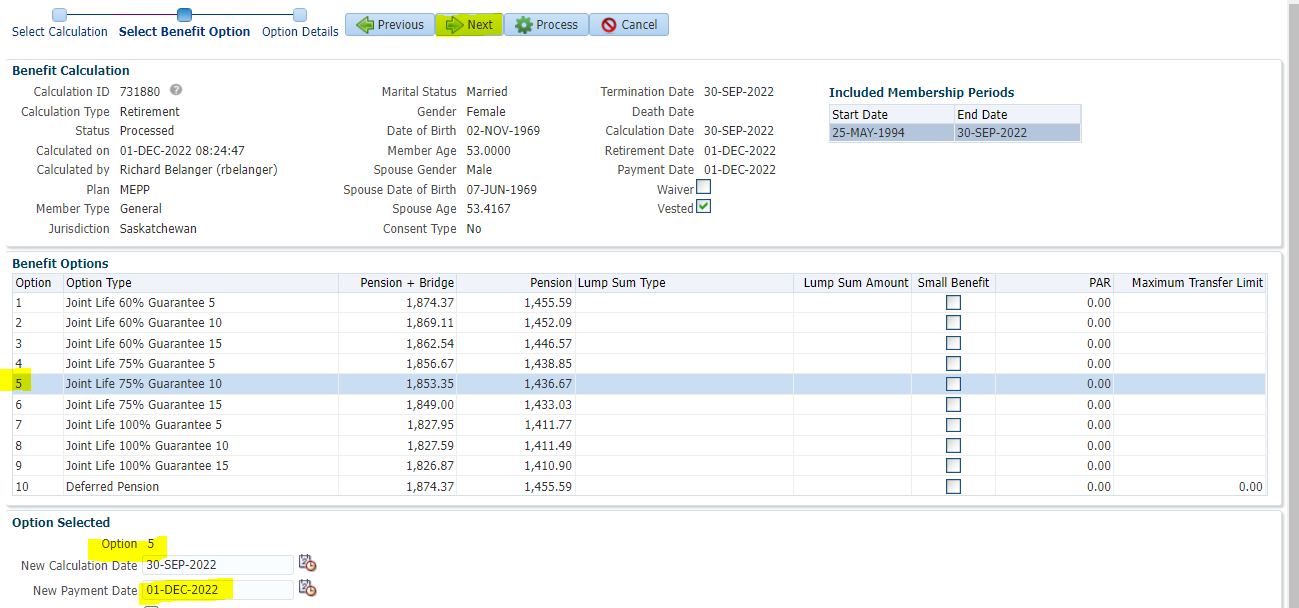 Select Calculation Select Benefit Option Option Details Previous Next Process Cancel
Benefit Calculation
Calculation ID 731880 ? Marital Status Married Termination Date 30-SEP-2022 Included Membership Periods
Calculation Type Retirement Gender Female Death Date Start Date End Date
Status Processed Date of Birth 02-NOV-1969 Calculation Date 30-SEP-2022 25-MAY-1994 30-SEP-2022
Calculated on 01-DEC-2022 08:24:47 Member Age 53.0000 Retirement Date 01-DEC-2022
Calculated by Richard Belanger (rbelanger) Spouse Gender Male Payment Date 01-DEC-2022
Plan MEPP Spouse Date of Birth 07-JUN-1969 Waiver
Member Type General Spouse Age 53.4167 Vested
Jurisdiction Saskatchewan Consent Type No
Benefit Options
Option Option Type Pension + Bridge Pension Lump Sum Type Lump Sum Amount Small Benefit PAR Maximum Transfer Limit
1 Joint Life 60% Guarantee 5 1,874.37 1,455.59 0.00
2 Joint Life 60% Guarantee 10 1,869.11 1,452.09 0.00
3 Joint Life 60% Guarantee 15 1,862.54 1,446.57 0.00
4 Joint Life 75% Guarantee 5 1,856.67 1,438.85 0.00
5 Joint Life 75% Guarantee 10 1,853.35 1,436.67 0.00
6 Joint Life 75% Guarantee 15 1,849.00 1,433.03 0.00
7 Joint Life 100% Guarantee 5 1,827.95 1,411.77 0.00
8 Joint Life 100% Guarantee 10 1,827.59 1,411.49 0.00
9 Joint Life 100% Guarantee 15 1,826.87 1,410.90 0.00
10 Deferred Pension 1,874.37 1,455.59 0.00 0.00
Option Selected
Option 5
New Calculation Date 30-SEP-2022
New Payment Date 01-DEC-2022